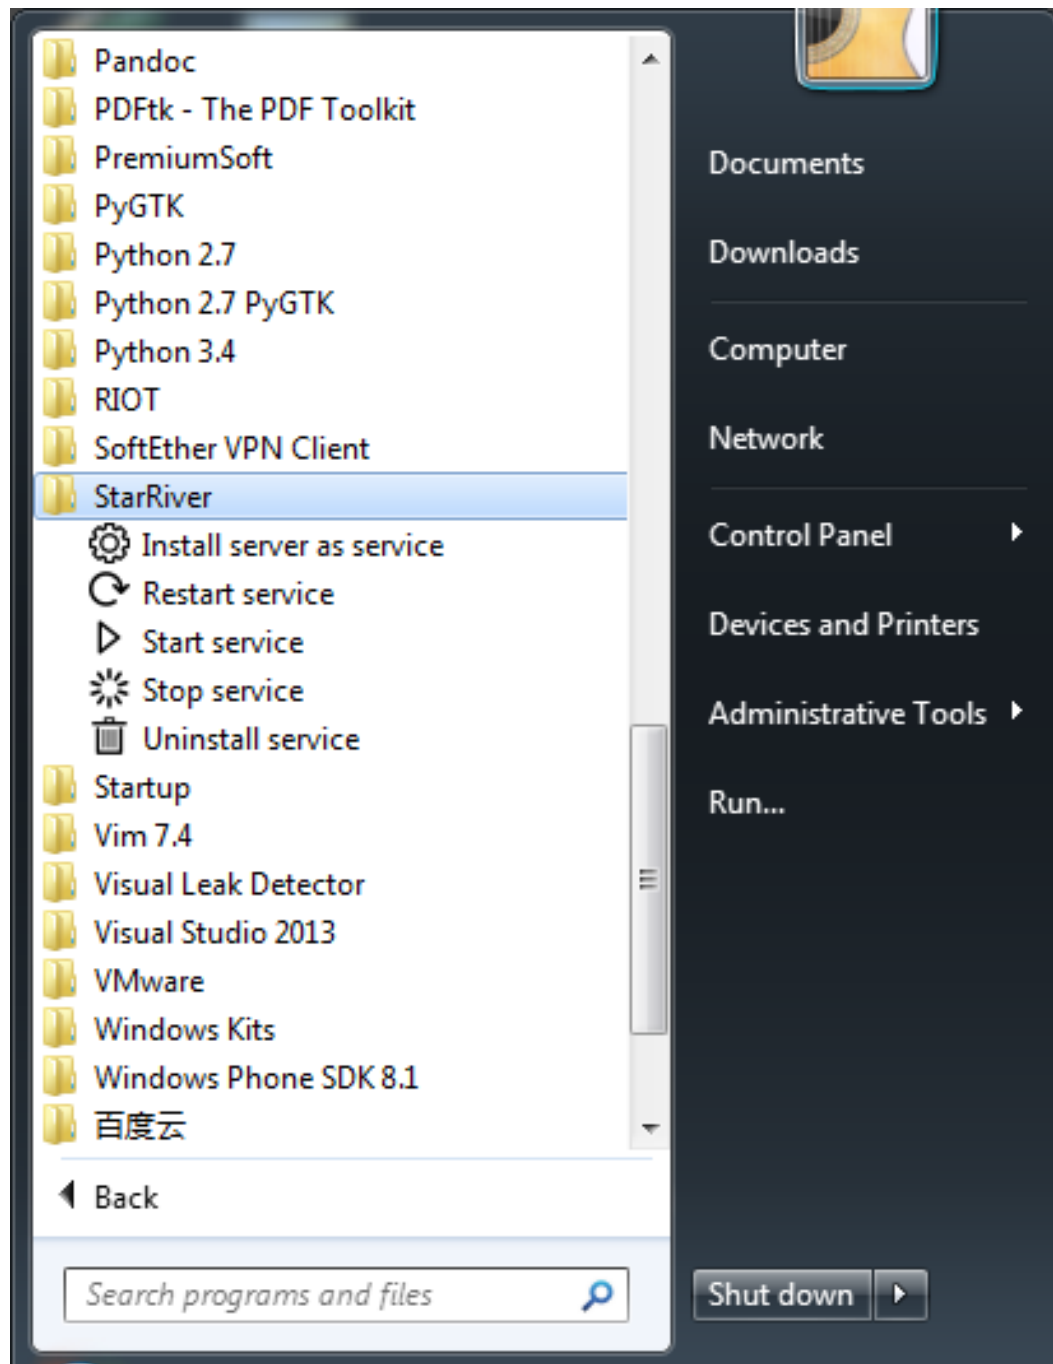 Pandoc
PDFtk - The PDF Toolkit
PremiumSoft
PyGTK
Python 2.7
Python 2.7 PyGTK
Python 3.4
RIOT
SoftEther VPN Client
StarRiver
Install server as service
Restart service
Start service
Stop service
Uninstall service
Startup
Vim 7.4
Visual Leak Detector
Visual Studio 2013
VMware
Windows Kits
Windows Phone SDK 8.1
百度云
Back
Search programs and files
Documents
Downloads
Computer
Network
Control Panel
Devices and Printers
Administrative Tools
Run...
Shut down